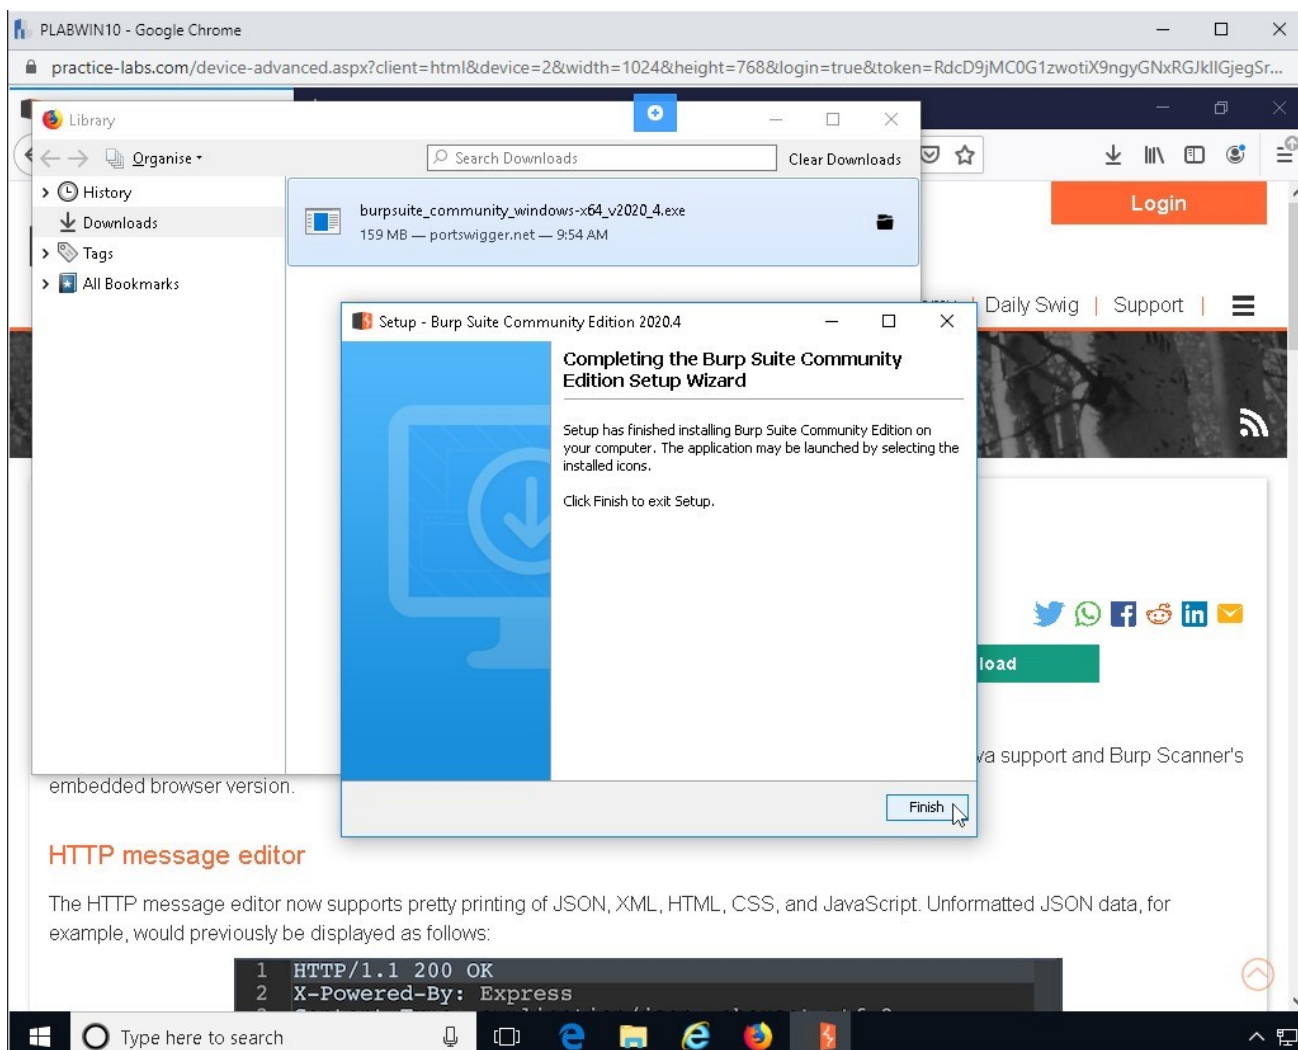 PLABWIN10 - Google Chrome
practice-labs.com/device-advanced.aspx?client=html&device=2&width=1024&height=768&login=true&token=RdcD9jMC0G1zwotiX9ngyGNxRGJkIIGjegSr...
Library
Organise
Search Downloads
Clear Downloads
History
Downloads
Tags
All Bookmarks
burpsuite_community_windows-x64_v2020_4.exe
159 MB — portswigger.net — 9:54 AM
Login
Daily Swig | Support |
Setup - Burp Suite Community Edition 2020.4
Completing the Burp Suite Community
Edition Setup Wizard
Setup has finished installing Burp Suite Community Edition on
your computer. The application may be launched by selecting the
installed icons.
Click Finish to exit Setup.
Finish
load
va support and Burp Scanner's
embedded browser version.
HTTP message editor
The HTTP message editor now supports pretty printing of JSON, XML, HTML, CSS, and JavaScript. Unformatted JSON data, for
example, would previously be displayed as follows:
1 HTTP/1.1 200 OK
2 X-Powered-By: Express
Type here to search